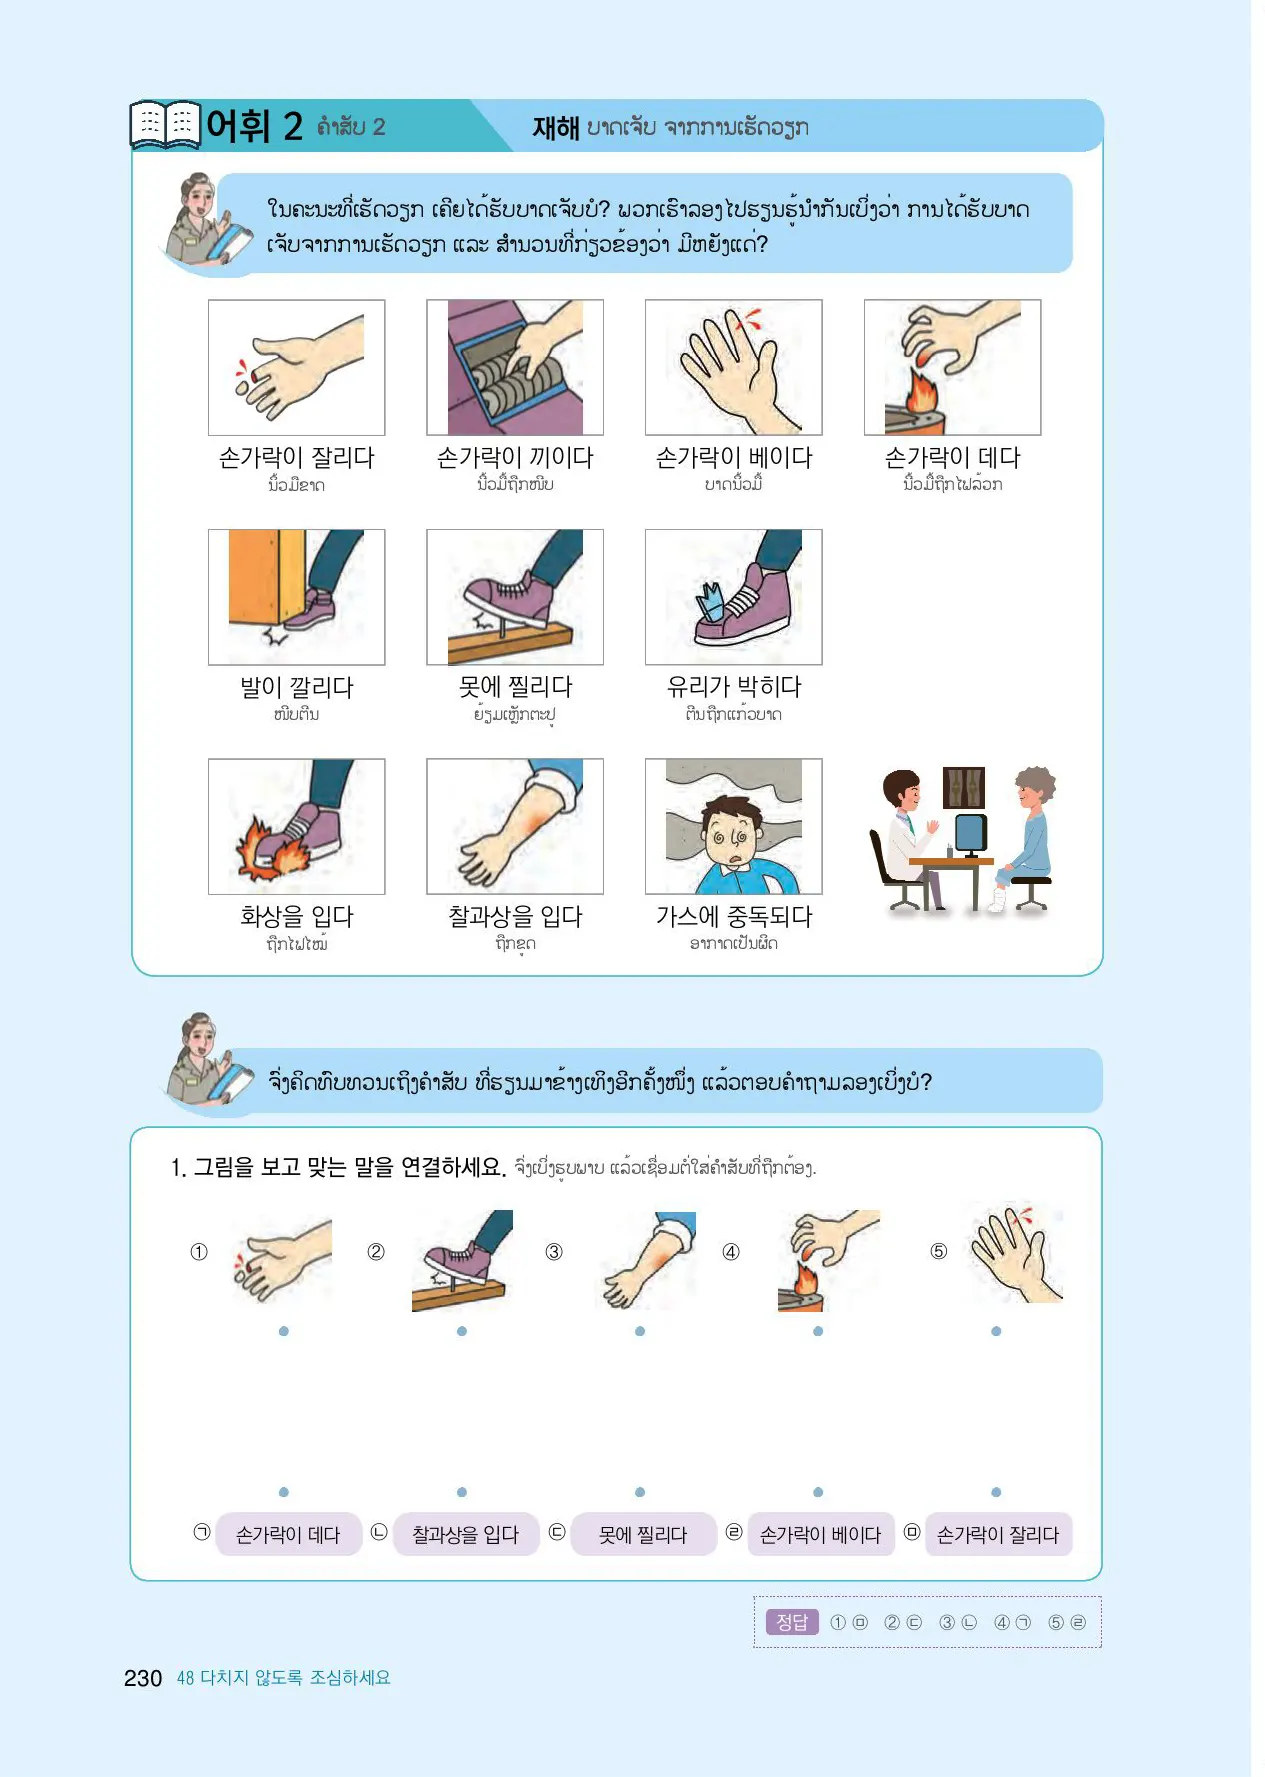 어휘 2 ຄຳສັບ 2
재해 ບາດເຈັບ ຈາກການເຮັດວຽກ
ໃນຄະນະທີ່ເຮັດວຽກ ເຄີຍໄດ້ຮັບບາດເຈັບບໍ? ພວກເຮົາລອງໄປຮຽນຮູ້ນຳກັນເບິ່ງວ່າ ການໄດ້ຮັບບາດ
ເຈັບຈາກການເຮັດວຽກ ແລະ ສຳນວນທີ່ກ່ຽວຂ້ອງວ່າ ມີຫຍັງແດ່?
손가락이 잘리다 손가락이 끼이다 손가락이 베이다 손가락이 데다
ນິ້ວມືຂາດ ນິ້ວມືຖືກໜີບ ບາດນິ້ວມື ນິ້ວມືຖືກໄຟລ້ວກ
발이 깔리다 못에 찔리다 유리가 박히다
ໜີບຕີນ ຍ້ຽມເຫຼັກຕະປູ ຕີນຖືກແກ້ວບາດ
화상을 입다 찰과상을 입다 가스에 중독되다
ຖືກໄຟໄໝ້ ຖືກຂູດ ອາກາດເປັນຜິດ
ຈົ່ງຄິດທົບທວນເຖິງຄຳສັບ ທີ່ຮຽນມາຂ້າງເທິງອີກຄັ້ງໜຶ່ງ ແລ້ວຕອບຄຳຖາມລອງເບິ່ງບໍ?
1. 그림을 보고 맞는 말을 연결하세요. ຈົ່ງເບິ່ງຮູບພາບ ແລ້ວເຊື່ອມຕໍ່ໃສ່ຄຳສັບທີ່ຖືກຕ້ອງ.
① ② ③ ④ ⑤
㉠ 손가락이 데다 ㉡ 찰과상을 입다 ㉢ 못에 찔리다 ㉣ 손가락이 베이다 ㉤ 손가락이 잘리다
정답 ① ㉤ ② ㉢ ③ ㉡ ④ ㉠ ⑤ ㉣
230 48 다치지 않도록 조심하세요